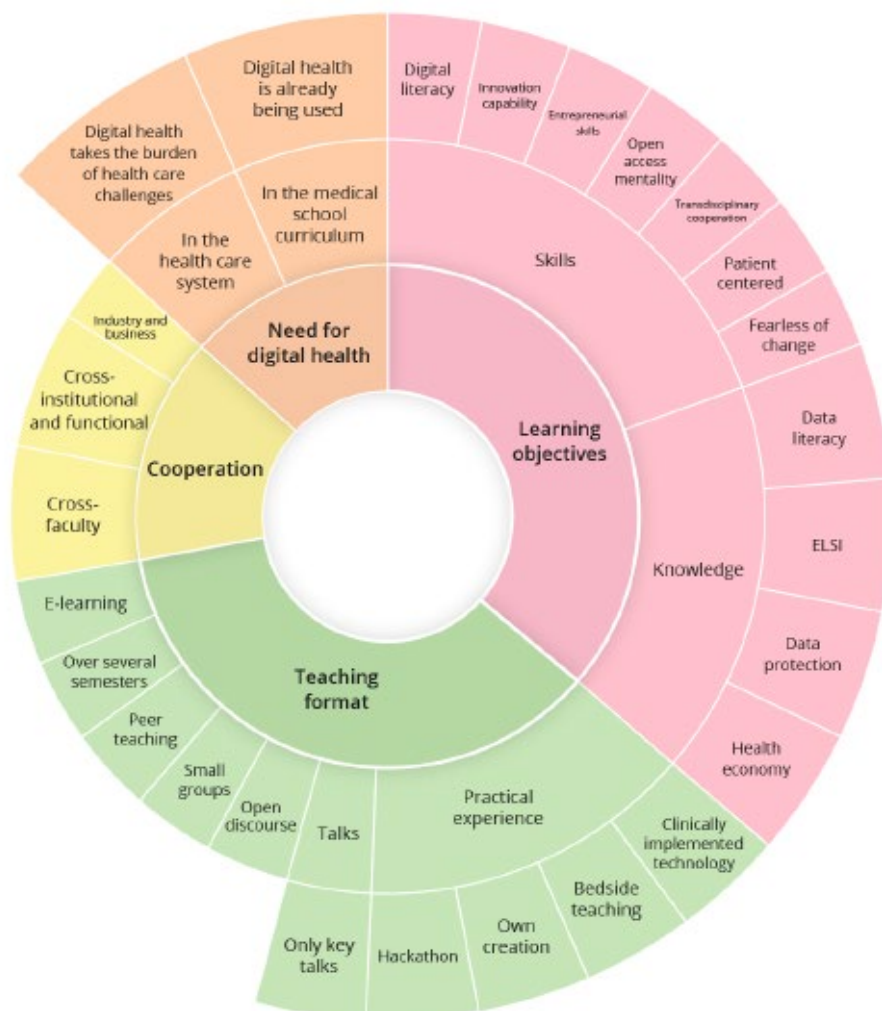 Digital health
is already
being used
Digital
literacy
Innovation
capability
Entrepreneurial
skills
Open
access
mentality
Transdisciplinary
cooperation
Patient
centered
Fearless of
change
Digital health
takes the burden
of health care
challenges
In the medical
school
curriculum
In the
health care
system
Skills
Need for
digital health
Industry and
business
Cross-
institutional
and functional
Cooperation
Cross-
faculty
Learning
objectives
Data
literacy
ELSI
Knowledge
Data
protection
Health
economy
E-learning
Over several
semesters
Peer
teaching
Small
groups
Open
discourse
Teaching
format
Talks
Practical
experience
Clinically
implemented
technology
Bedside
teaching
Own
creation
Hackathon
Only key
talks